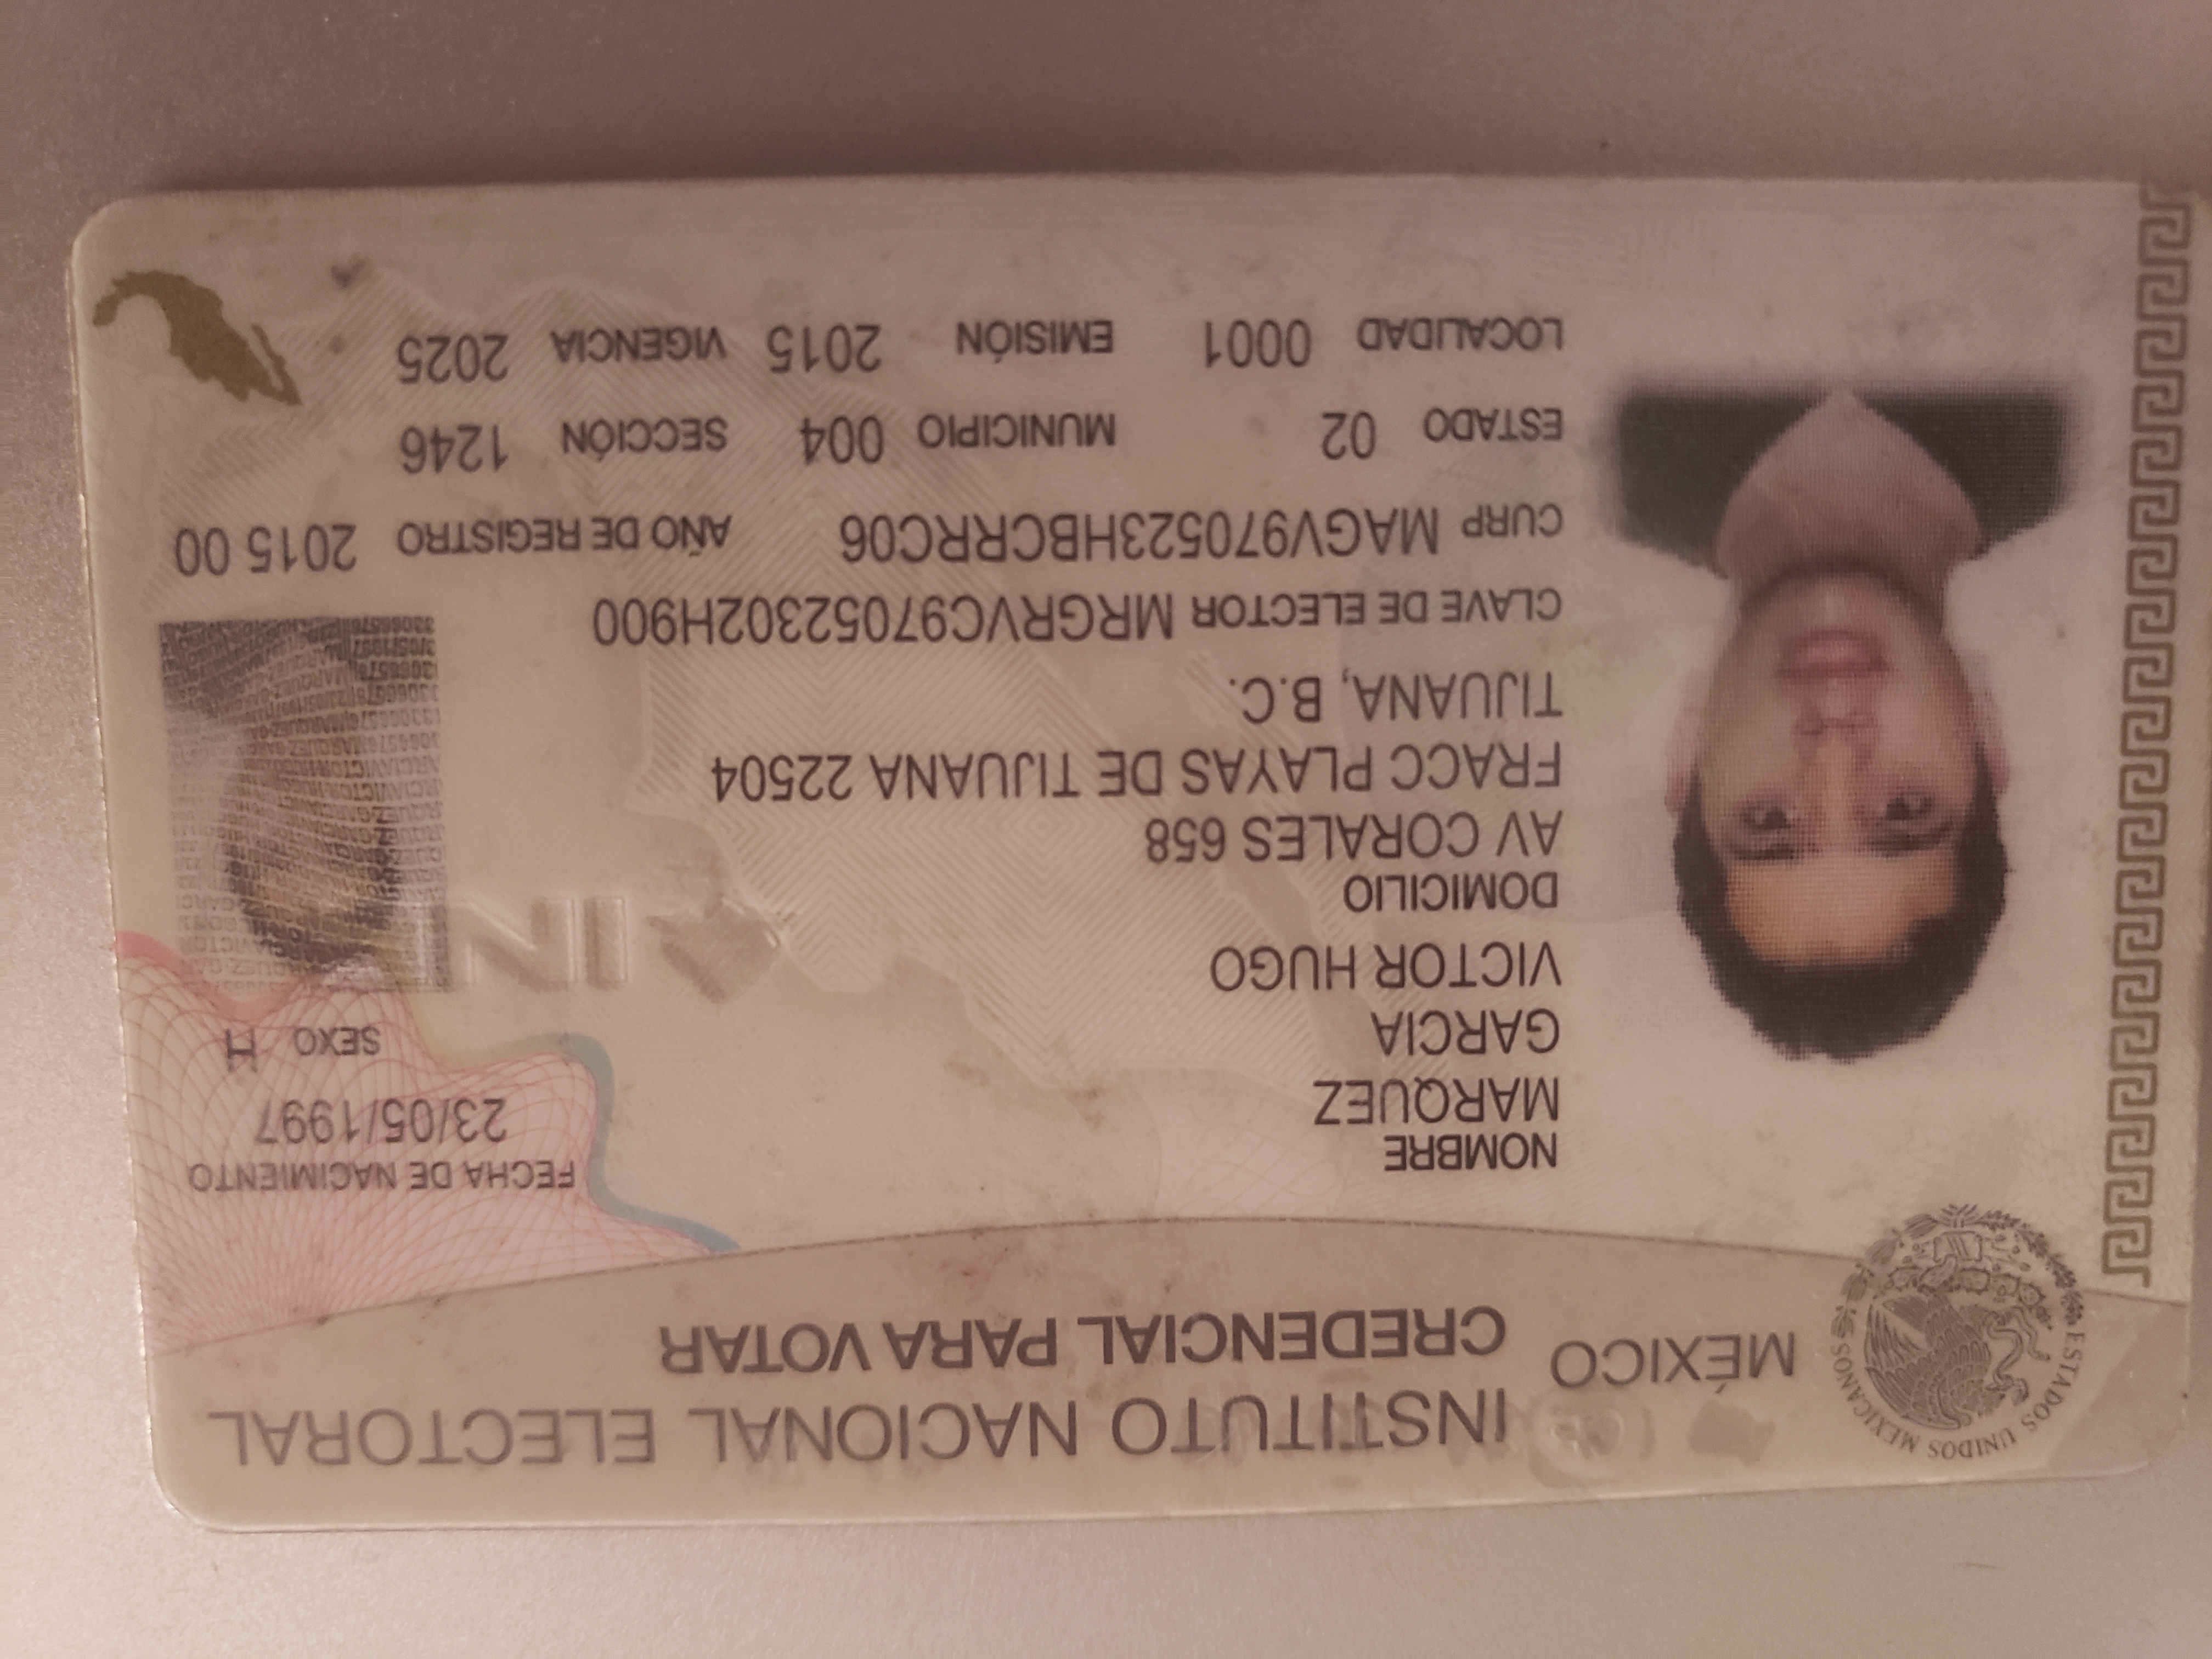 INSTITUTO NACIONAL ELECTORAL
MÉXICO CREDENCIAL PARA VOTAR
ESTADOS UNIDOS MEXICANOS
NOMBRE
MARQUEZ
GARCIA
VICTOR HUGO
FECHA DE NACIMIENTO
23/05/1997
SEXO H
DOMICILIO
AV CORALES 658
FRACC PLAYAS DE TIJUANA 22504
TIJUANA, B.C.
CLAVE DE ELECTOR MRGRVC97052302H900
CURP MAGV970523HBCRRC06 AÑO DE REGISTRO 2015 00
ESTADO 02 MUNICIPIO 004 SECCIÓN 1246
LOCALIDAD 0001 EMISIÓN 2015 VIGENCIA 2025